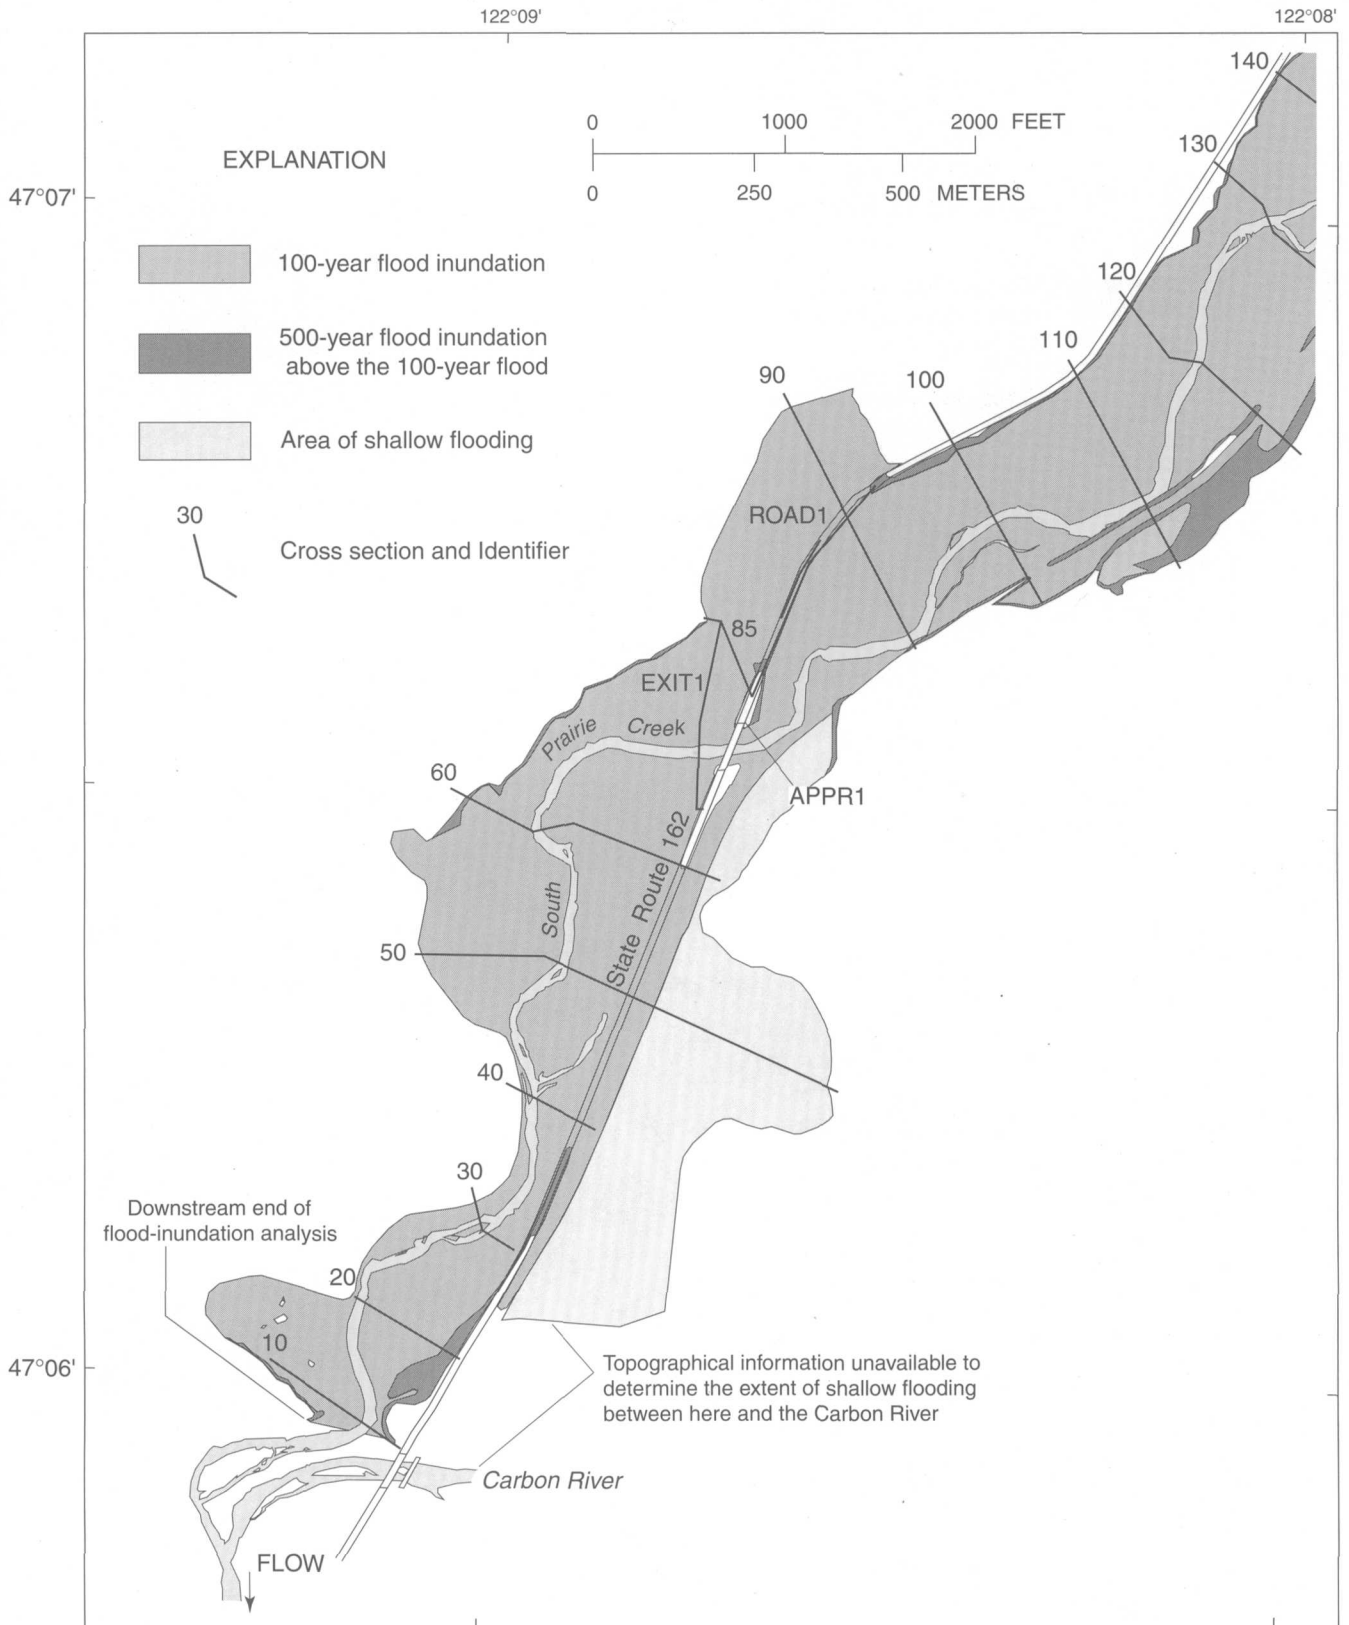 122°09'
122°08'
140
0 1000 2000 FEET
130
EXPLANATION
47°07'
0 250 500 METERS
100-year flood inundation
120
500-year flood inundation
above the 100-year flood
110
90
100
Area of shallow flooding
30
ROAD1
Cross section and Identifier
85
EXIT1
Prairie Creek
60
APPR1
State Route 162
South
50
40
30
Downstream end of
flood-inundation analysis
20
10
47°06'
Topographical information unavailable to
determine the extent of shallow flooding
between here and the Carbon River
Carbon River
FLOW